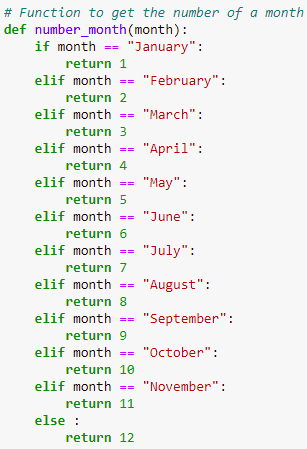 # Function to get the number of a month
def number_month(month):
    if month == "January":
        return 1
    elif month == "February":
        return 2
    elif month == "March":
        return 3
    elif month == "April":
        return 4
    elif month == "May":
        return 5
    elif month == "June":
        return 6
    elif month == "July":
        return 7
    elif month == "August":
        return 8
    elif month == "September":
        return 9
    elif month == "October":
        return 10
    elif month == "November":
        return 11
    else :
        return 12